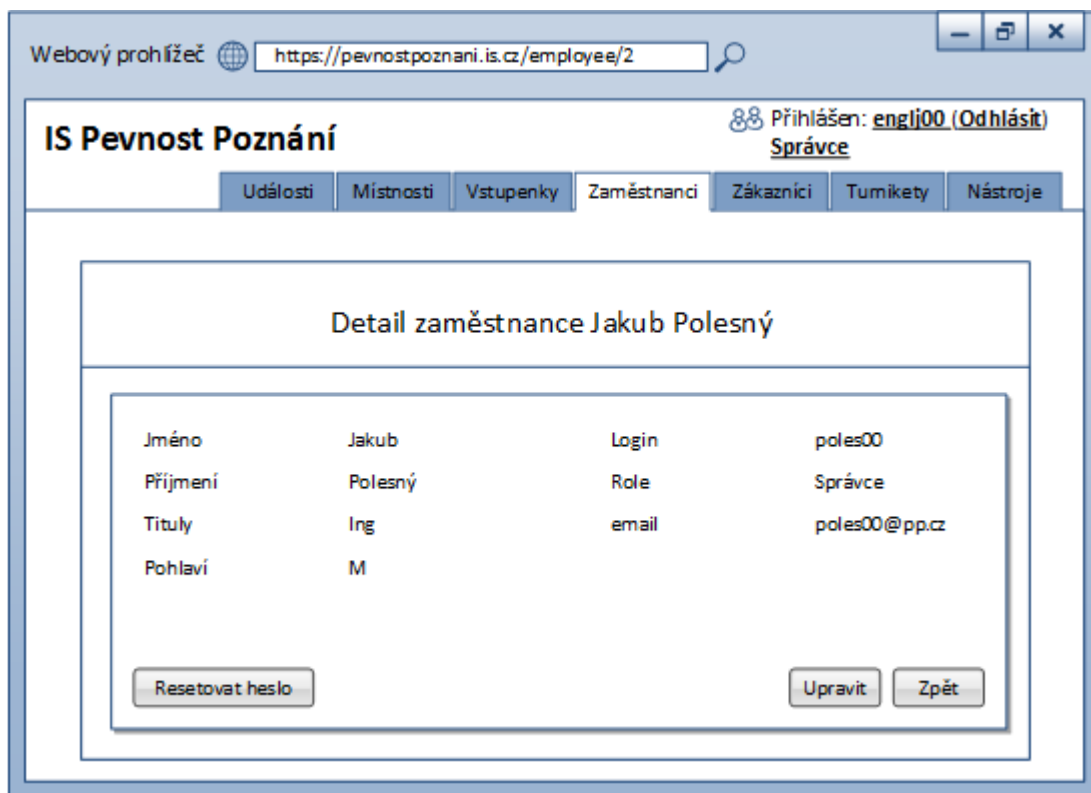 Webový prohlížeč https://pevnostpoznani.is.cz/employee/2
IS Pevnost Poznání
Přihlášen: englj00 (Odhlásit)
Správce
Události Místnosti Vstupenky Zaměstnanci Zákazníci Turnikety Nástroje
Detail zaměstnance Jakub Polesný
Jméno Jakub Login poles00
Příjmení Polesný Role Správce
Tituly Ing email poles00@pp.cz
Pohlaví M
Resetovat heslo Upravit Zpět